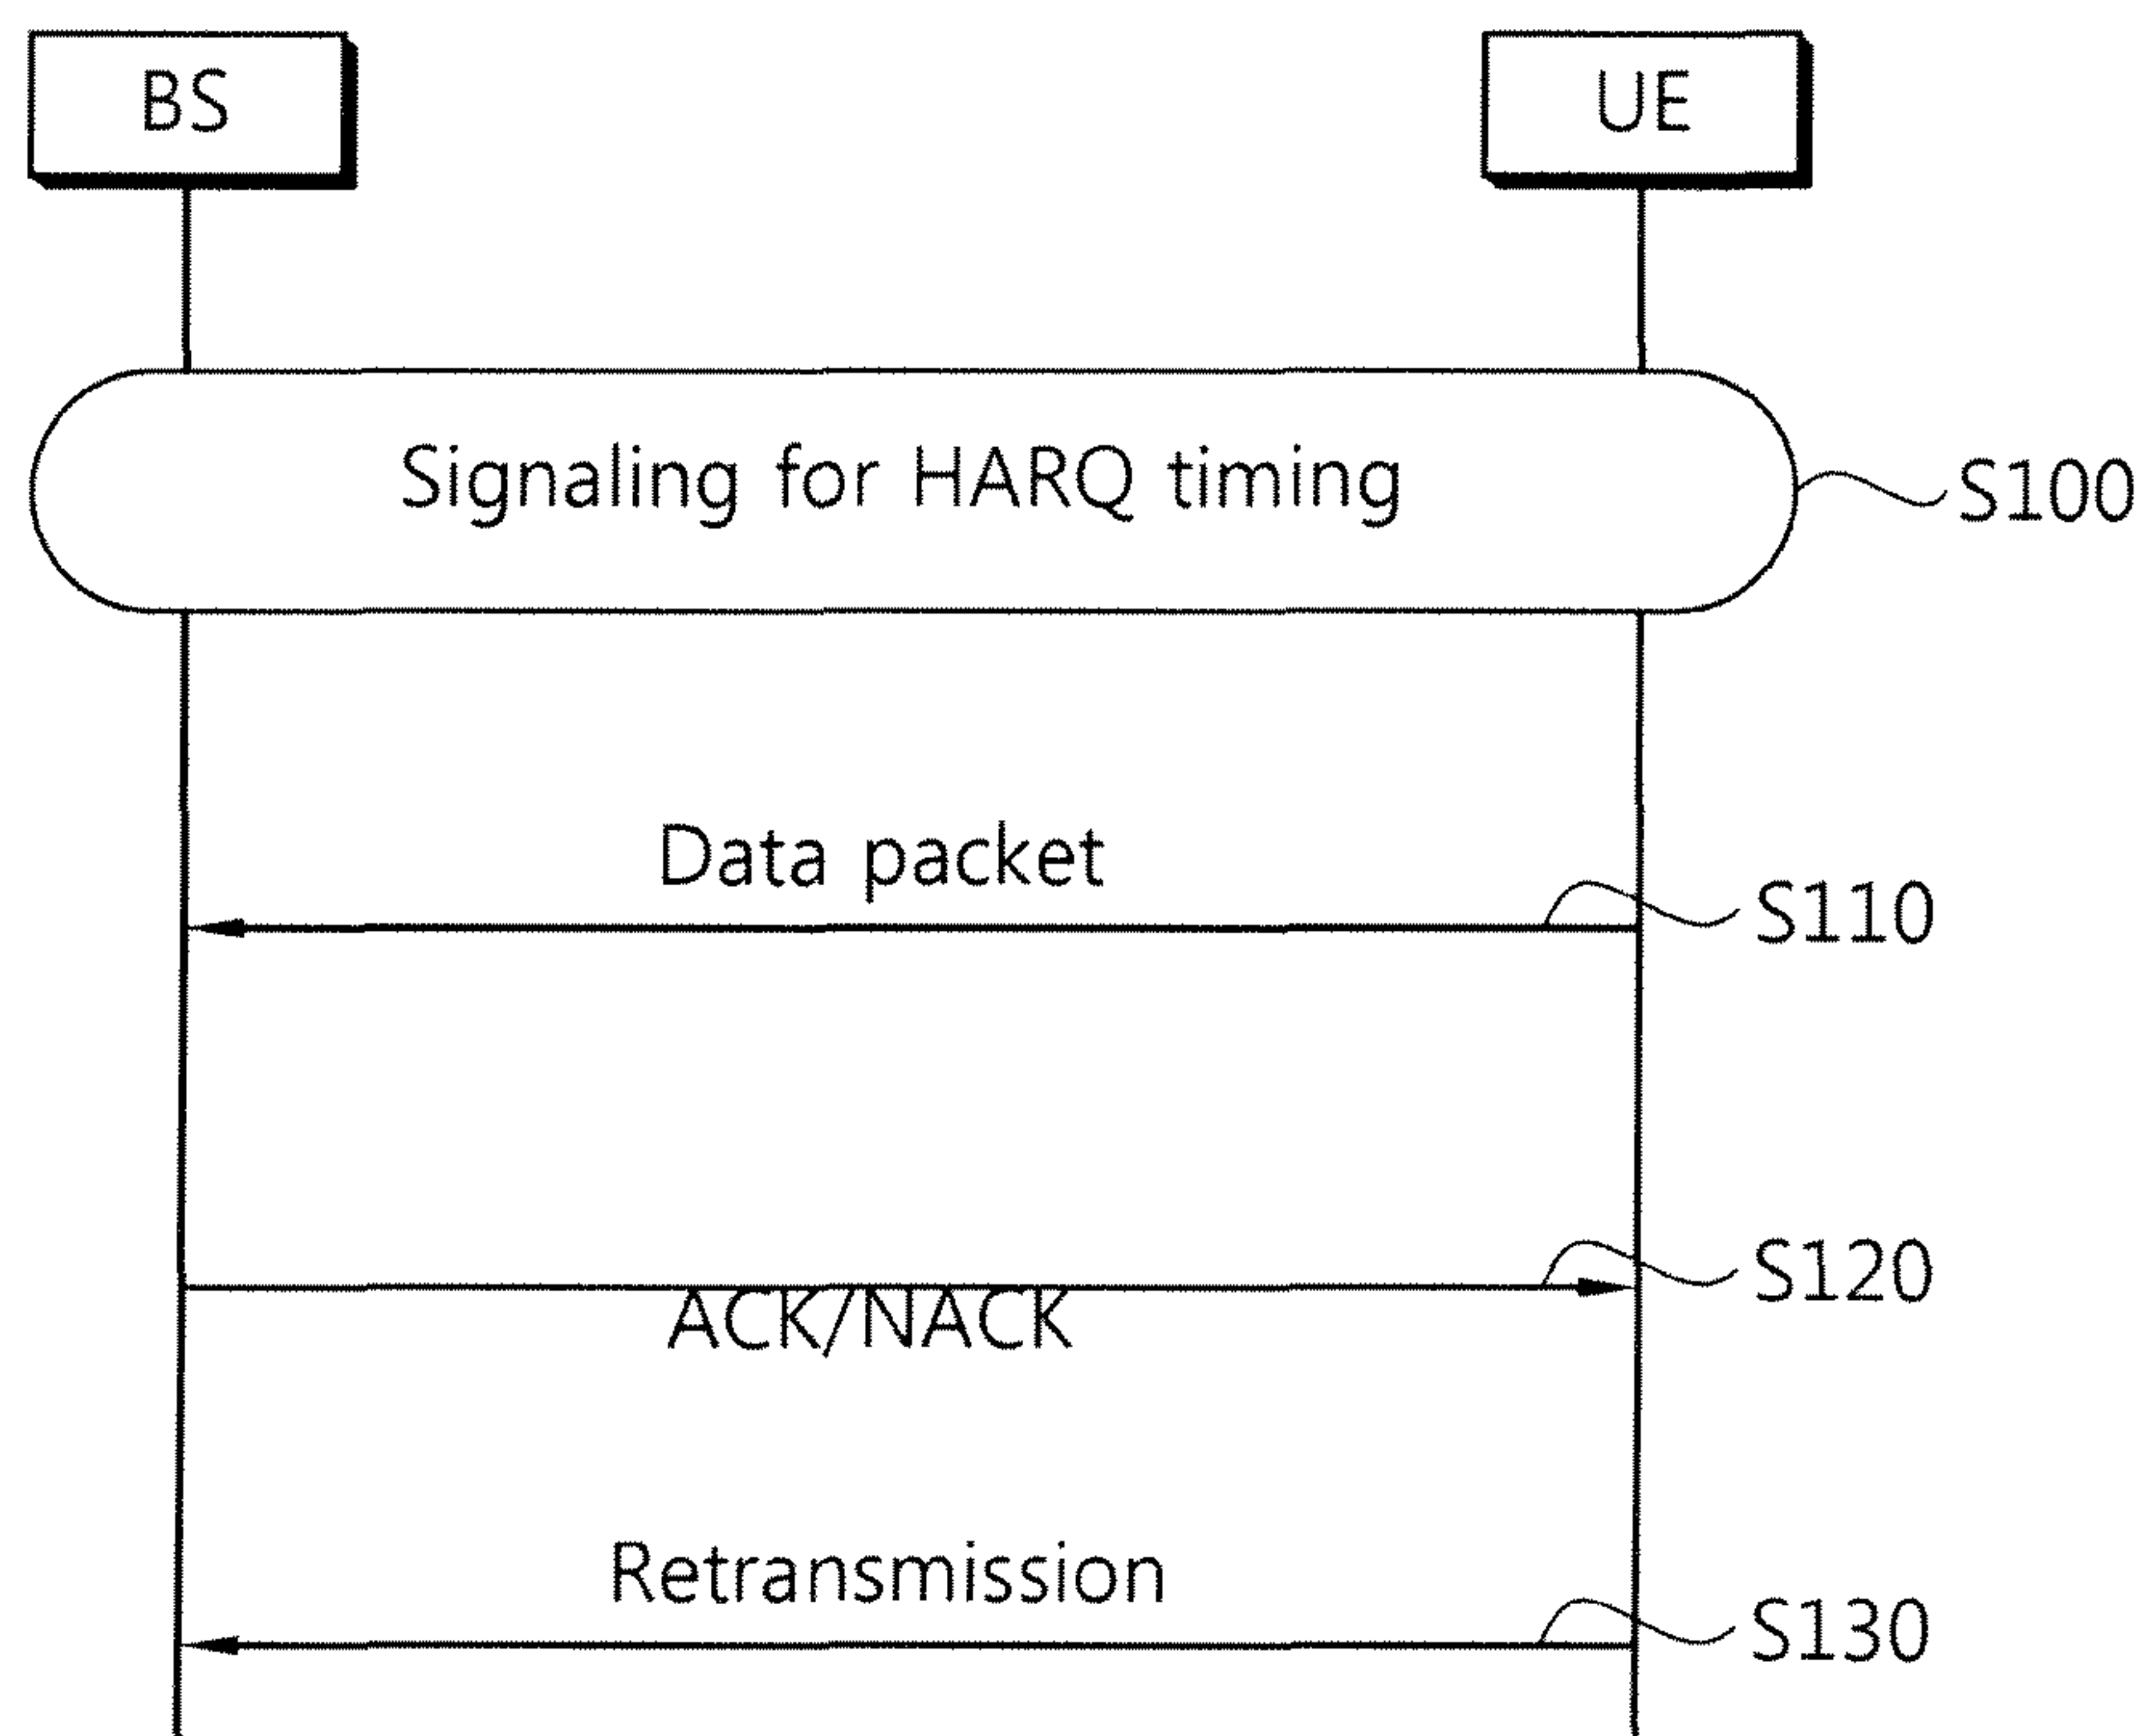 BS
UE
Signaling for HARQ timing
S100
Data packet
S110
S120
ACK/NACK
Retransmission
S130